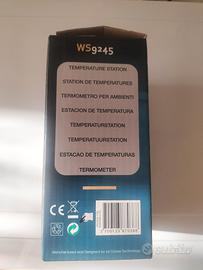 WS9245
TEMPERATURE STATION
STATION DE TEMPERATURES
TERMOMETRO PER AMBIENTI
ESTACION DE TEMPERATURA
TEMPERATURSTATION
TEMPERATUURSTATION
ESTACAO DE TEMPERATURAS
TERMOMETER
CE
subito